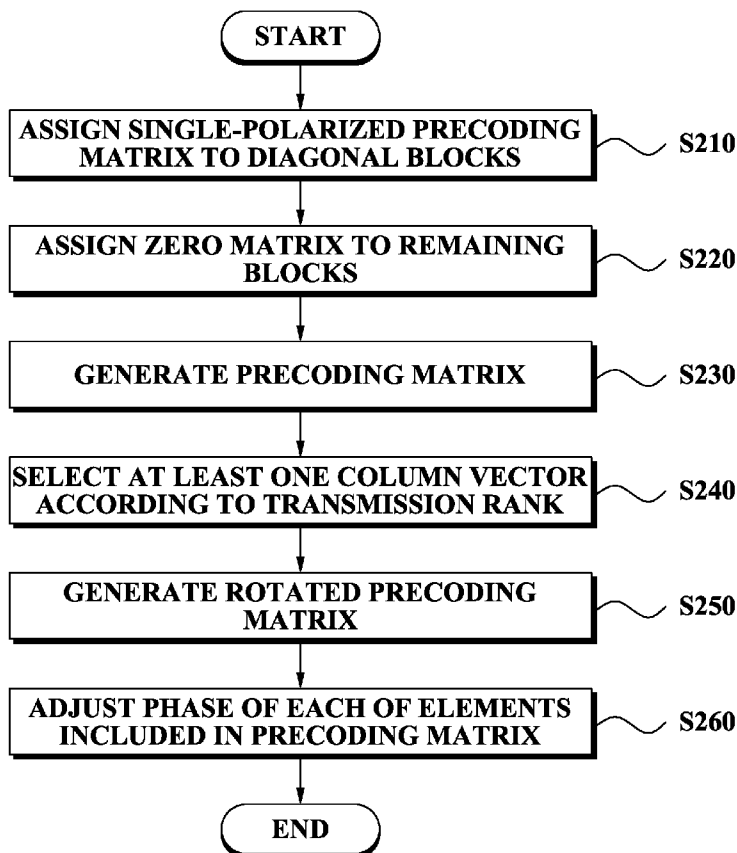 START
ASSIGN SINGLE-POLARIZED PRECODING
MATRIX TO DIAGONAL BLOCKS
S210
ASSIGN ZERO MATRIX TO REMAINING
BLOCKS
S220
GENERATE PRECODING MATRIX
S230
SELECT AT LEAST ONE COLUMN VECTOR
ACCORDING TO TRANSMISSION RANK
S240
GENERATE ROTATED PRECODING
MATRIX
S250
ADJUST PHASE OF EACH OF ELEMENTS
INCLUDED IN PRECODING MATRIX
S260
END